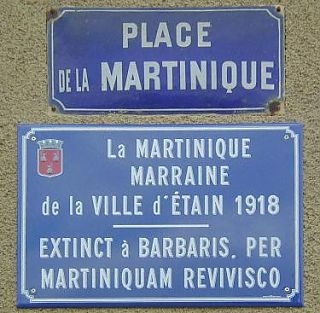 PLACE
DE LA MARTINIQUE
La MARTINIQUE
MARRAINE
de la VILLE d'ÉTAIN 1918
EXTINCT à BARBARIS, PER
MARTINIQUAM REVIVISCO